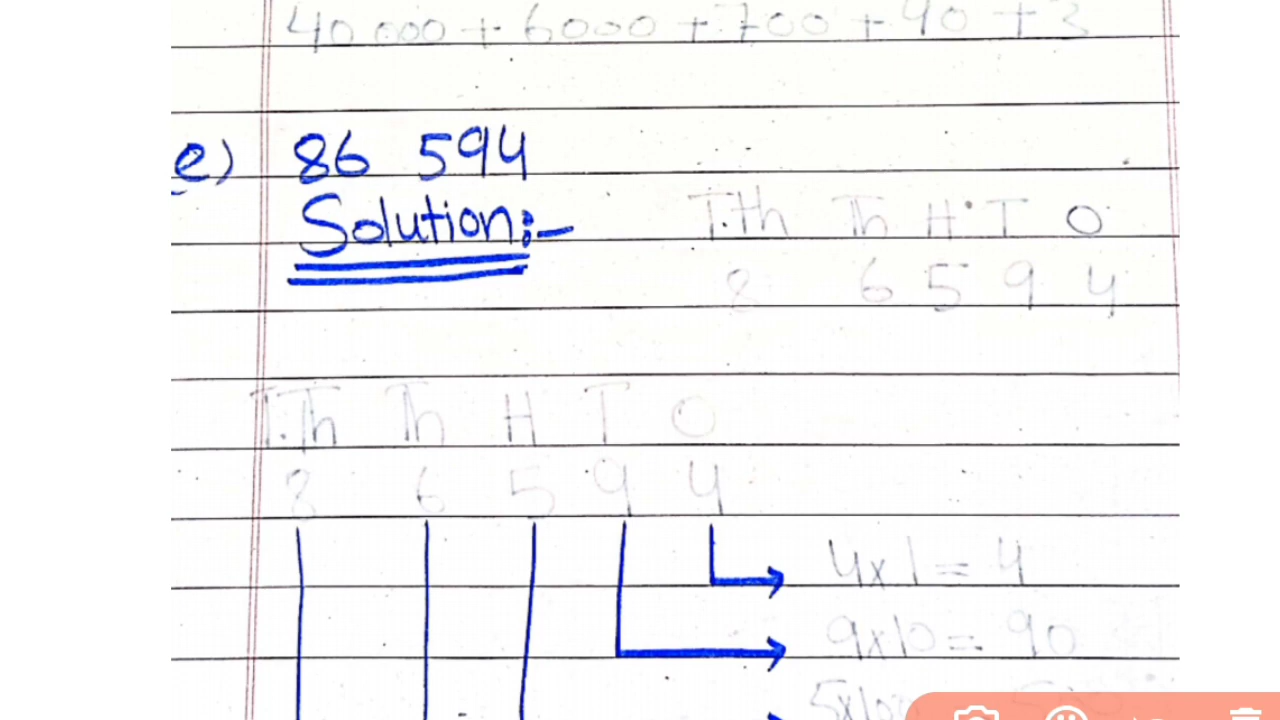 40 000 + 6000 + 700 + 90 + 3
e) 86 594
Solution:-
T.Th Th H T O
8 6 5 9 4
T.Th Th H T O
8 6 5 9 4
4x1 = 4
9x10 = 90
5x100